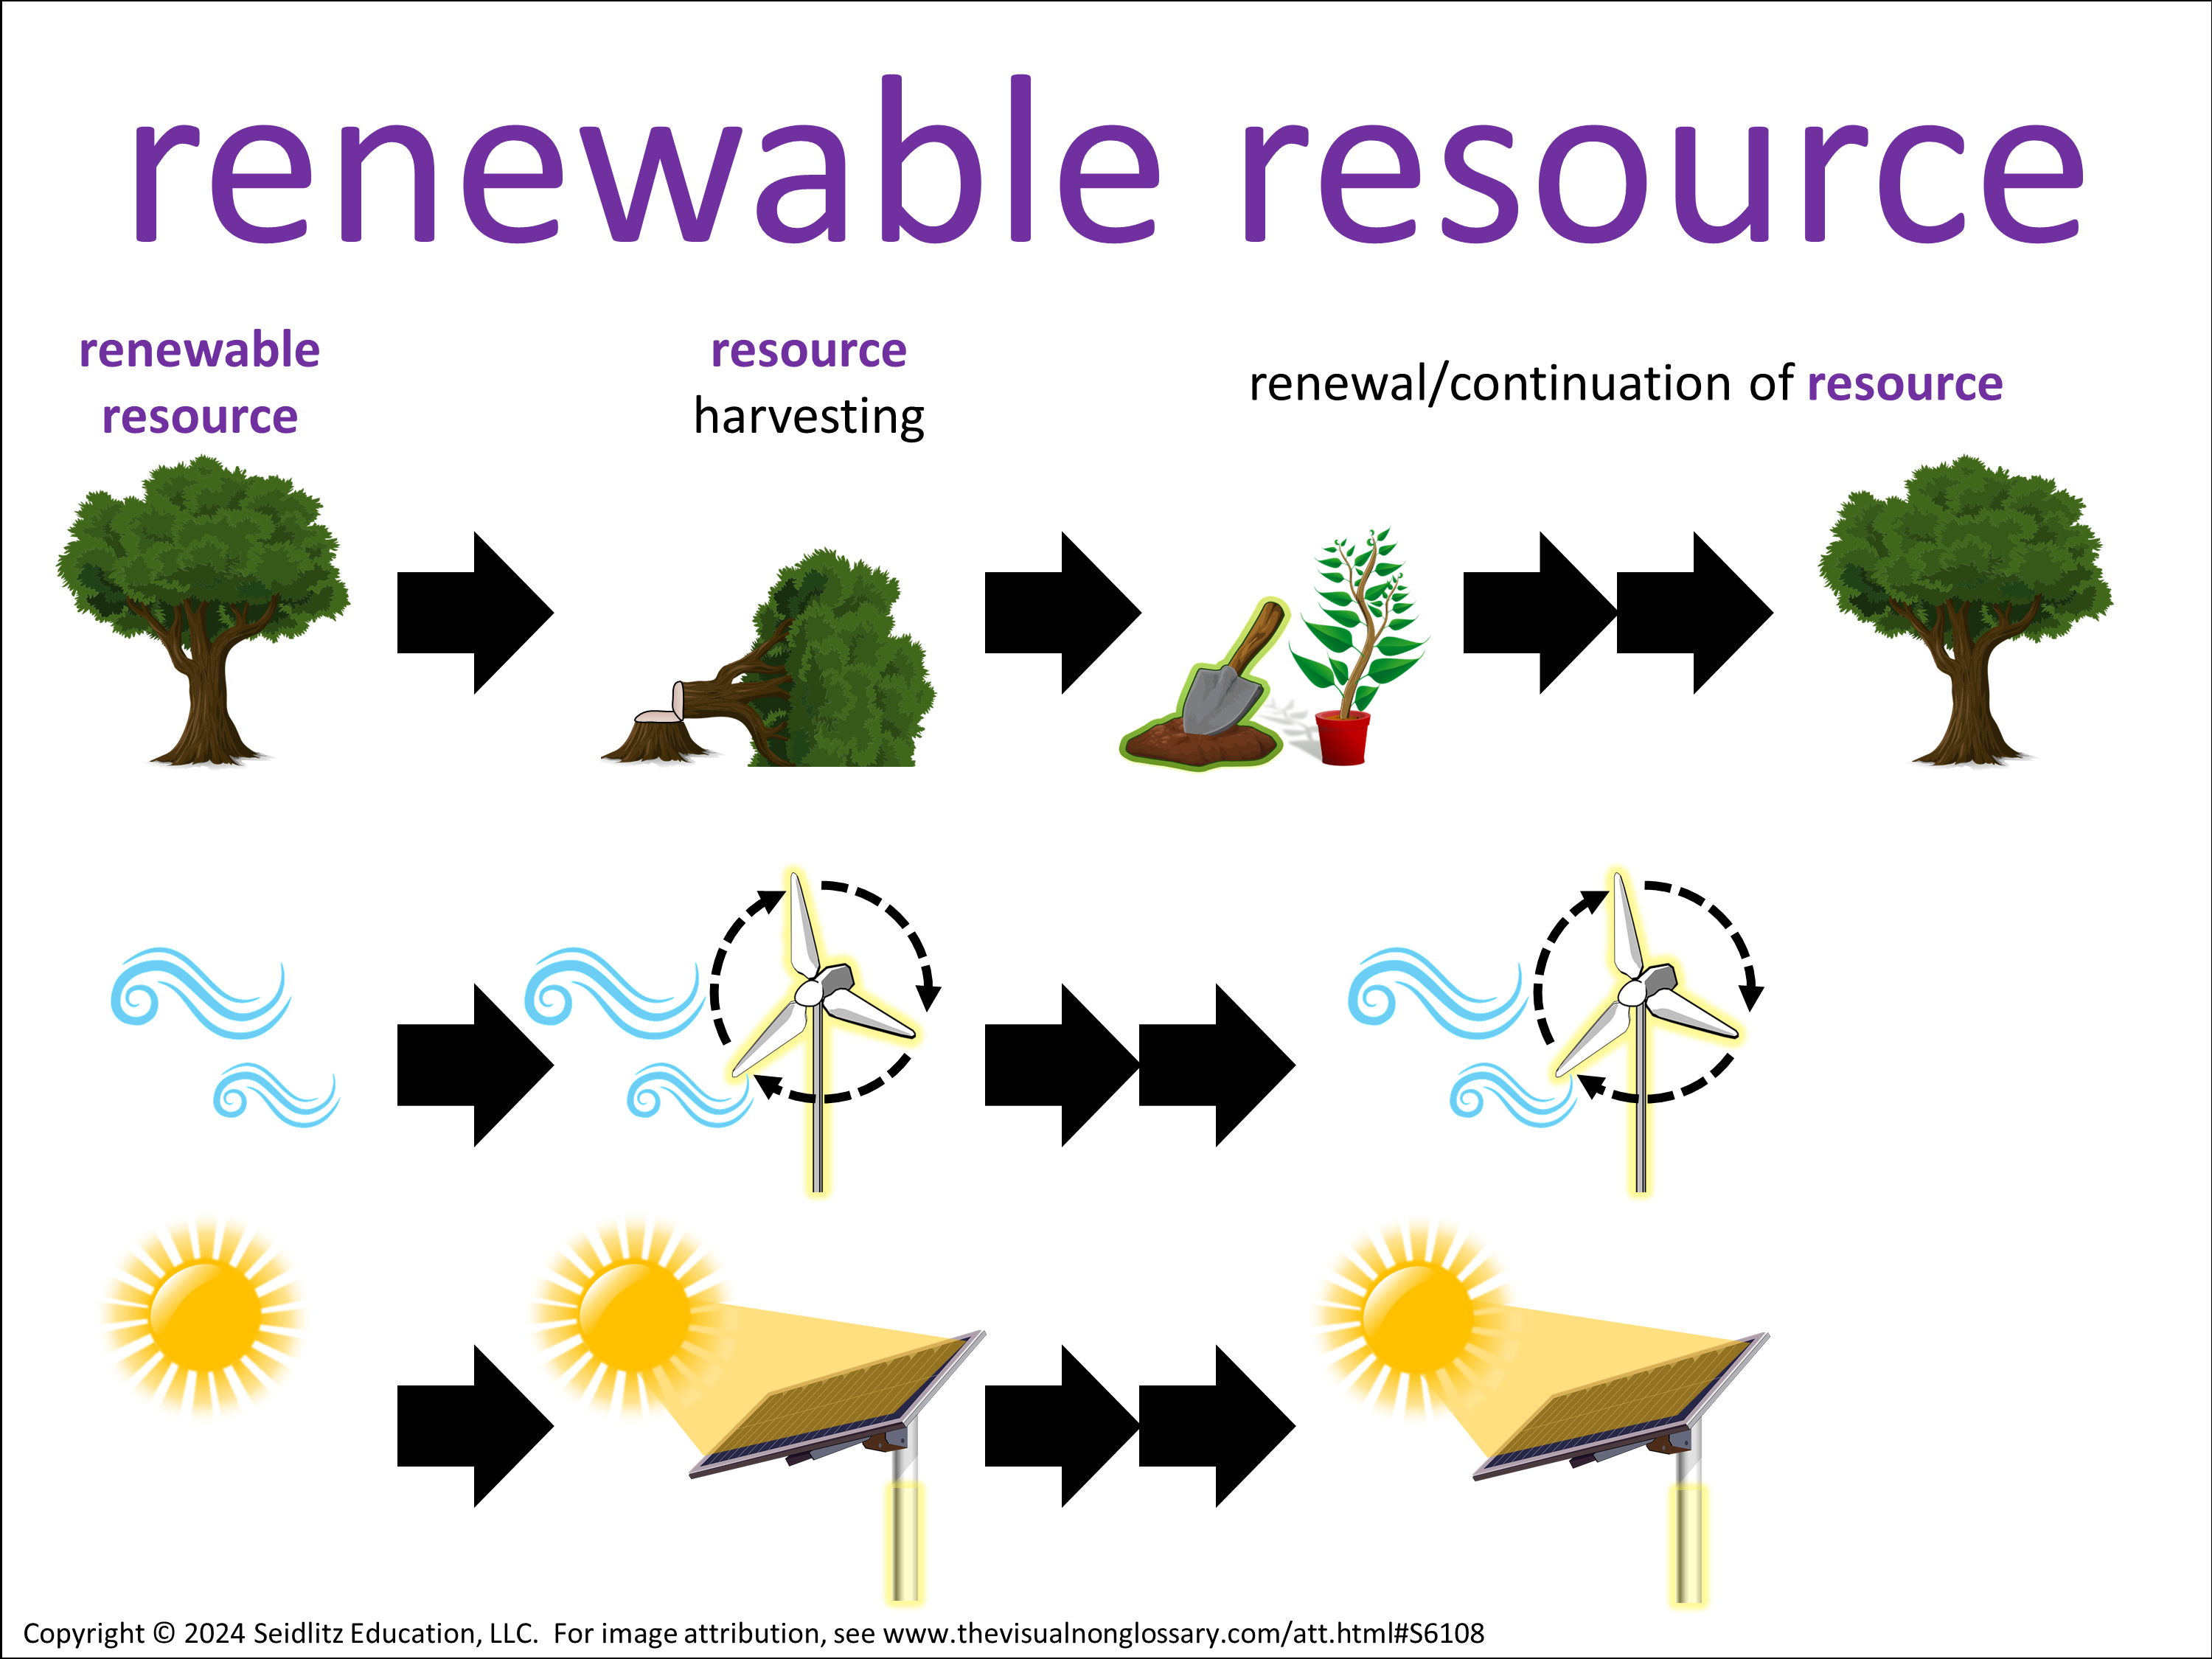 renewable resource
renewable
resource
resource
harvesting
renewal/continuation of resource
Copyright © 2024 Seidlitz Education, LLC.  For image attribution, see www.thevisualnonglossary.com/att.html#S6108